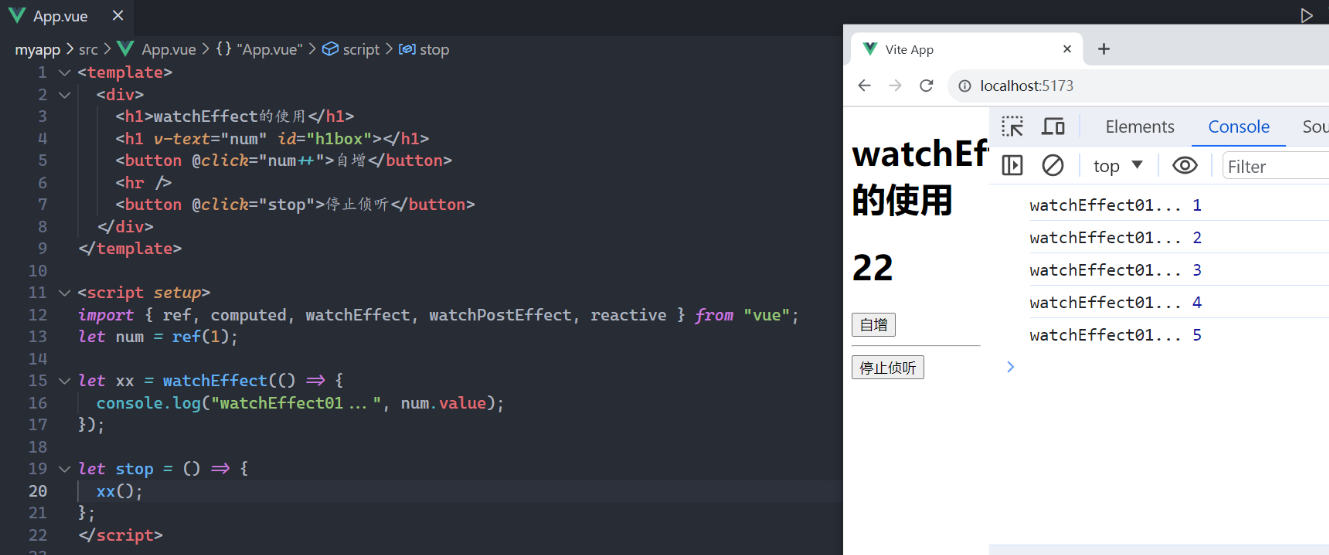 App.vue
myapp > src > App.vue > {} "App.vue" > script > stop
1 <template>
2 <div>
3 <h1>watchEffect的使用</h1>
4 <h1 v-text="num" id="h1box"></h1>
5 <button @click="num++">自增</button>
6 <hr />
7 <button @click="stop">停止侦听</button>
8 </div>
9 </template>
10
11 <script setup>
12 import { ref, computed, watchEffect, watchPostEffect, reactive } from "vue";
13 let num = ref(1);
14
15 let xx = watchEffect(() => {
16 console.log("watchEffect01...", num.value);
17 });
18
19 let stop = () => {
20 xx();
21 };
22 </script>
Vite App
localhost:5173
watchEf
的使用
22
自增
停止侦听
Elements Console Sou
top Filter
watchEffect01... 1
watchEffect01... 2
watchEffect01... 3
watchEffect01... 4
watchEffect01... 5